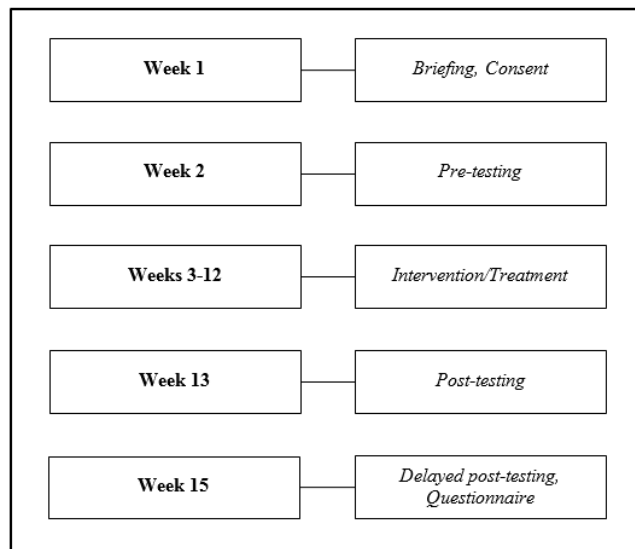 Week 1
Briefing, Consent
Week 2
Pre-testing
Weeks 3-12
Intervention/Treatment
Week 13
Post-testing
Week 15
Delayed post-testing,
Questionnaire